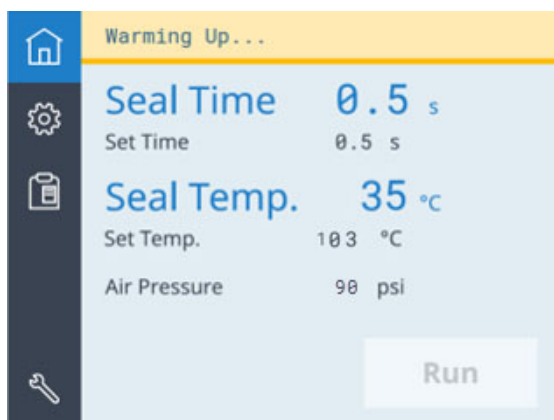 Warming Up...
Seal Time 0.5 s
Set Time 0.5 s
Seal Temp. 35 °C
Set Temp. 103 °C
Air Pressure 90 psi
Run